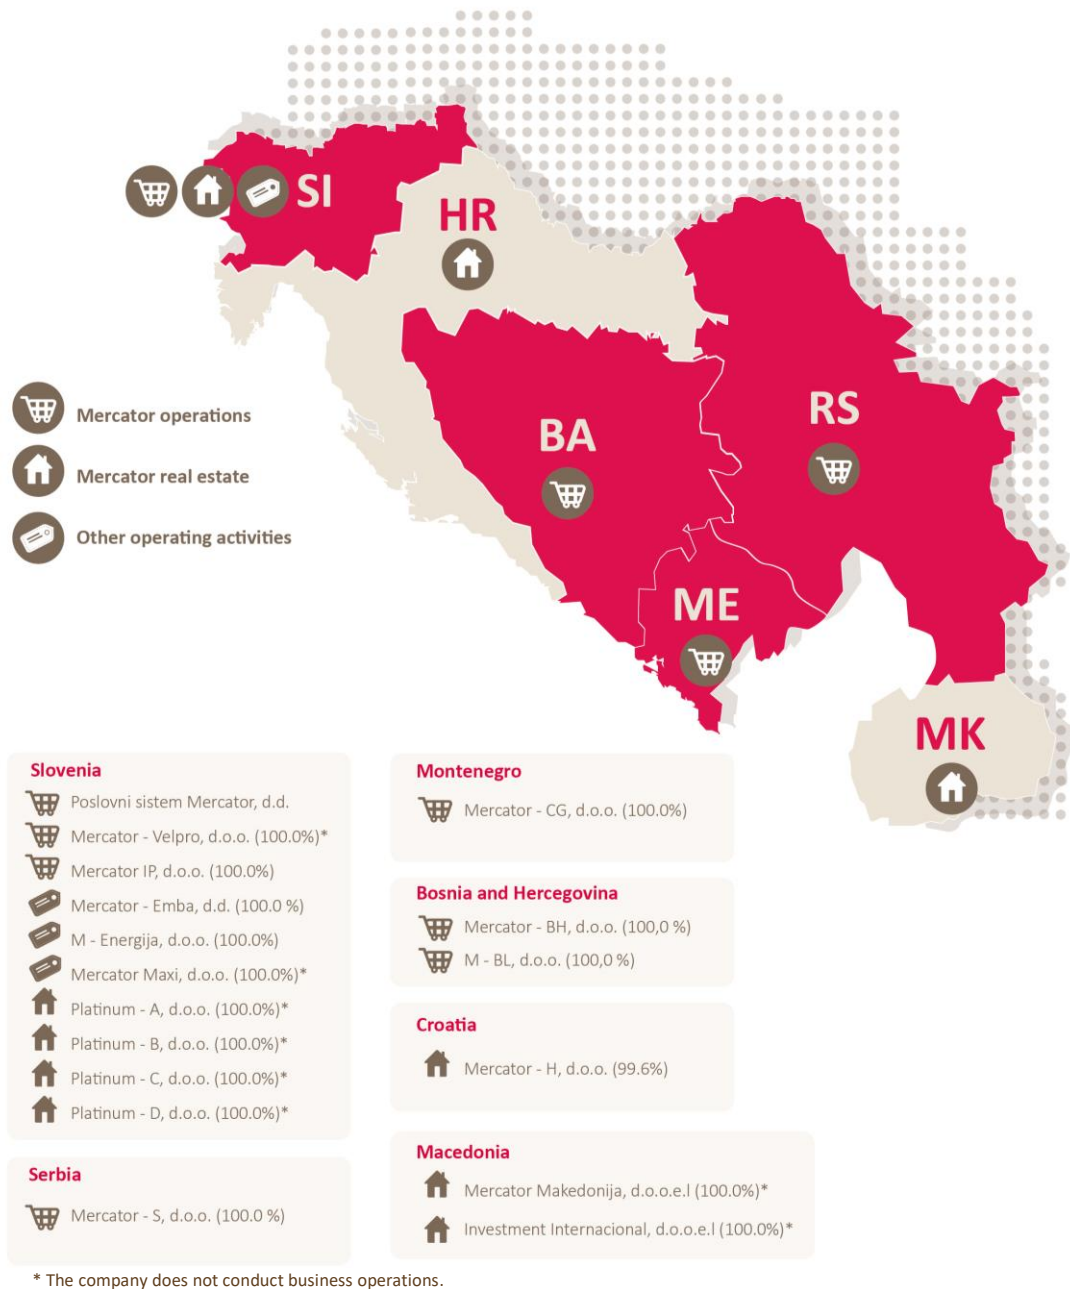 SI
HR
BA
RS
ME
MK
Mercator operations
Mercator real estate
Other operating activities
Slovenia
Poslovni sistem Mercator, d.d.
Mercator - Velpro, d.o.o. (100.0%)*
Mercator IP, d.o.o. (100.0%)
Mercator - Emba, d.d. (100.0 %)
M - Energija, d.o.o. (100.0%)
Mercator Maxi, d.o.o. (100.0%)*
Platinum - A, d.o.o. (100.0%)*
Platinum - B, d.o.o. (100.0%)*
Platinum - C, d.o.o. (100.0%)*
Platinum - D, d.o.o. (100.0%)*
Serbia
Mercator - S, d.o.o. (100.0 %)
Montenegro
Mercator - CG, d.o.o. (100.0%)
Bosnia and Hercegovina
Mercator - BH, d.o.o. (100,0 %)
M - BL, d.o.o. (100,0 %)
Croatia
Mercator - H, d.o.o. (99.6%)
Macedonia
Mercator Makedonija, d.o.o.e.l (100.0%)*
Investment Internacional, d.o.o.e.l (100.0%)*
* The company does not conduct business operations.